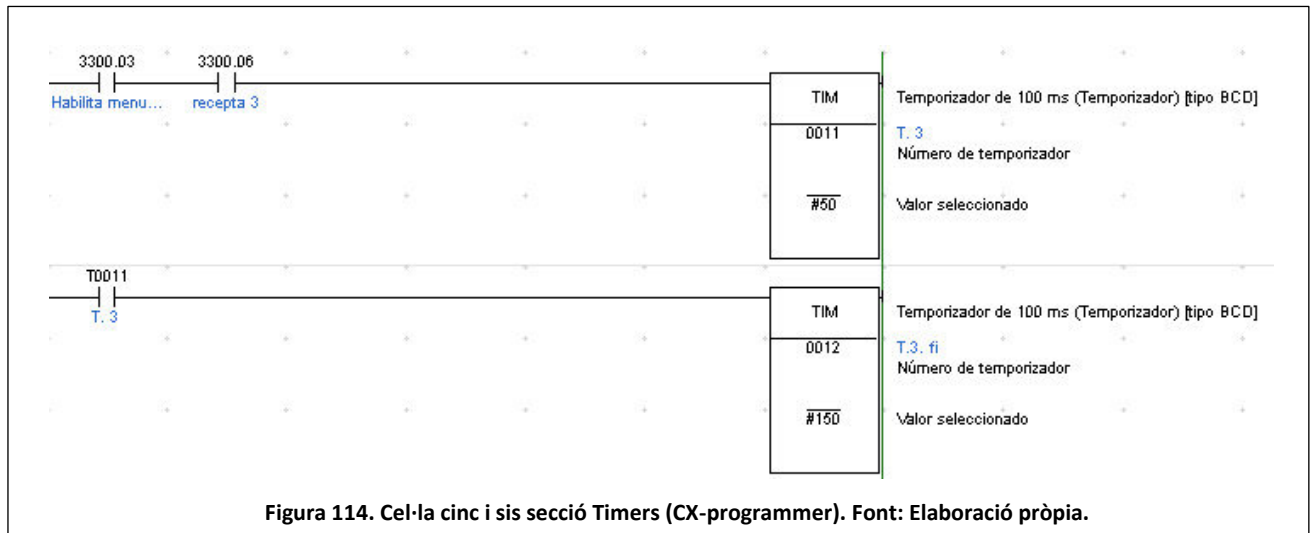 3300.03 3300.06
Habilita menu... recepta 3
TIM Temporizador de 100 ms (Temporizador) [tipo BCD]
0011 T. 3
Número de temporizador
#50 Valor seleccionado
T0011
T. 3
TIM Temporizador de 100 ms (Temporizador) [tipo BCD]
0012 T.3. fi
Número de temporizador
#150 Valor seleccionado
Figura 114. Cel·la cinc i sis secció Timers (CX-programmer). Font: Elaboració pròpia.